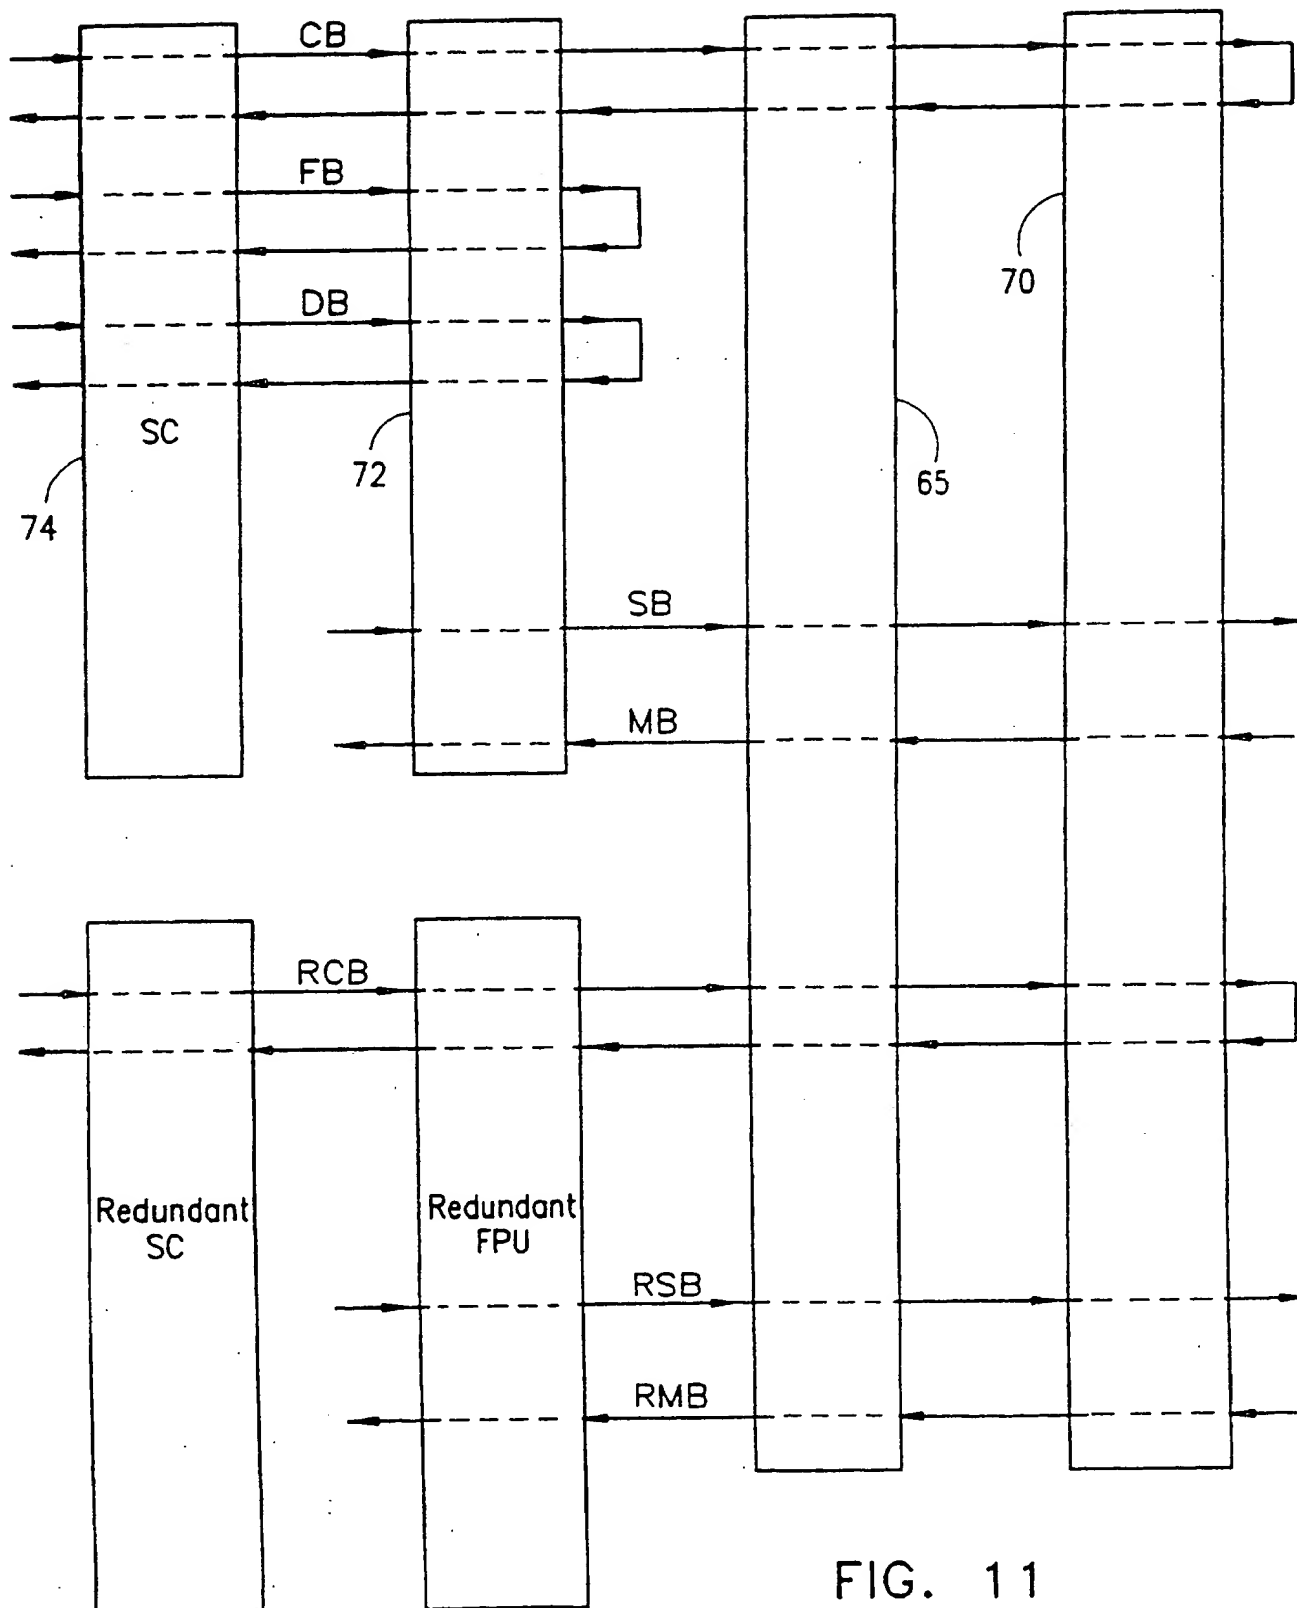 CB
FB
DB
SC
74
72
65
70
SB
MB
RCB
Redundant
SC
Redundant
FPU
RSB
RMB
FIG. 11